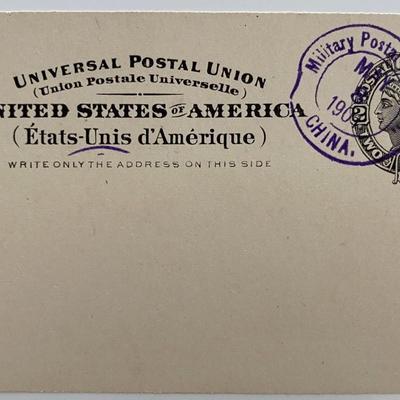 UNIVERSAL POSTAL UNION
(Union Postale Universelle)
UNITED STATES OF AMERICA
(États-Unis d'Amérique)
WRITE ONLY THE ADDRESS ON THIS SIDE
Military Postal
CHINA.